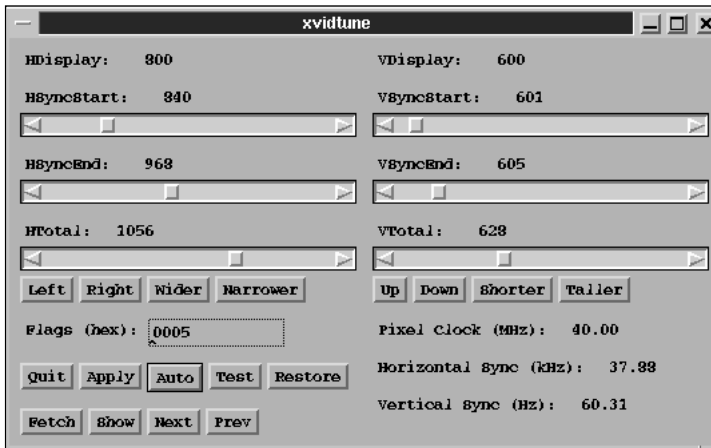 xvidtune
HDisplay: 800 VDisplay: 600
HSyncStart: 840 VSyncStart: 601
HSyncEnd: 968 VSyncEnd: 605
HTotal: 1056 VTotal: 628
Left Right Wider Narrower Up Down Shorter Taller
Flags (hex): 0005 Pixel Clock (MHz): 40.00
Quit Apply Auto Test Restore Horizontal Sync (kHz): 37.88
Fetch Show Next Prev Vertical Sync (Hz): 60.31